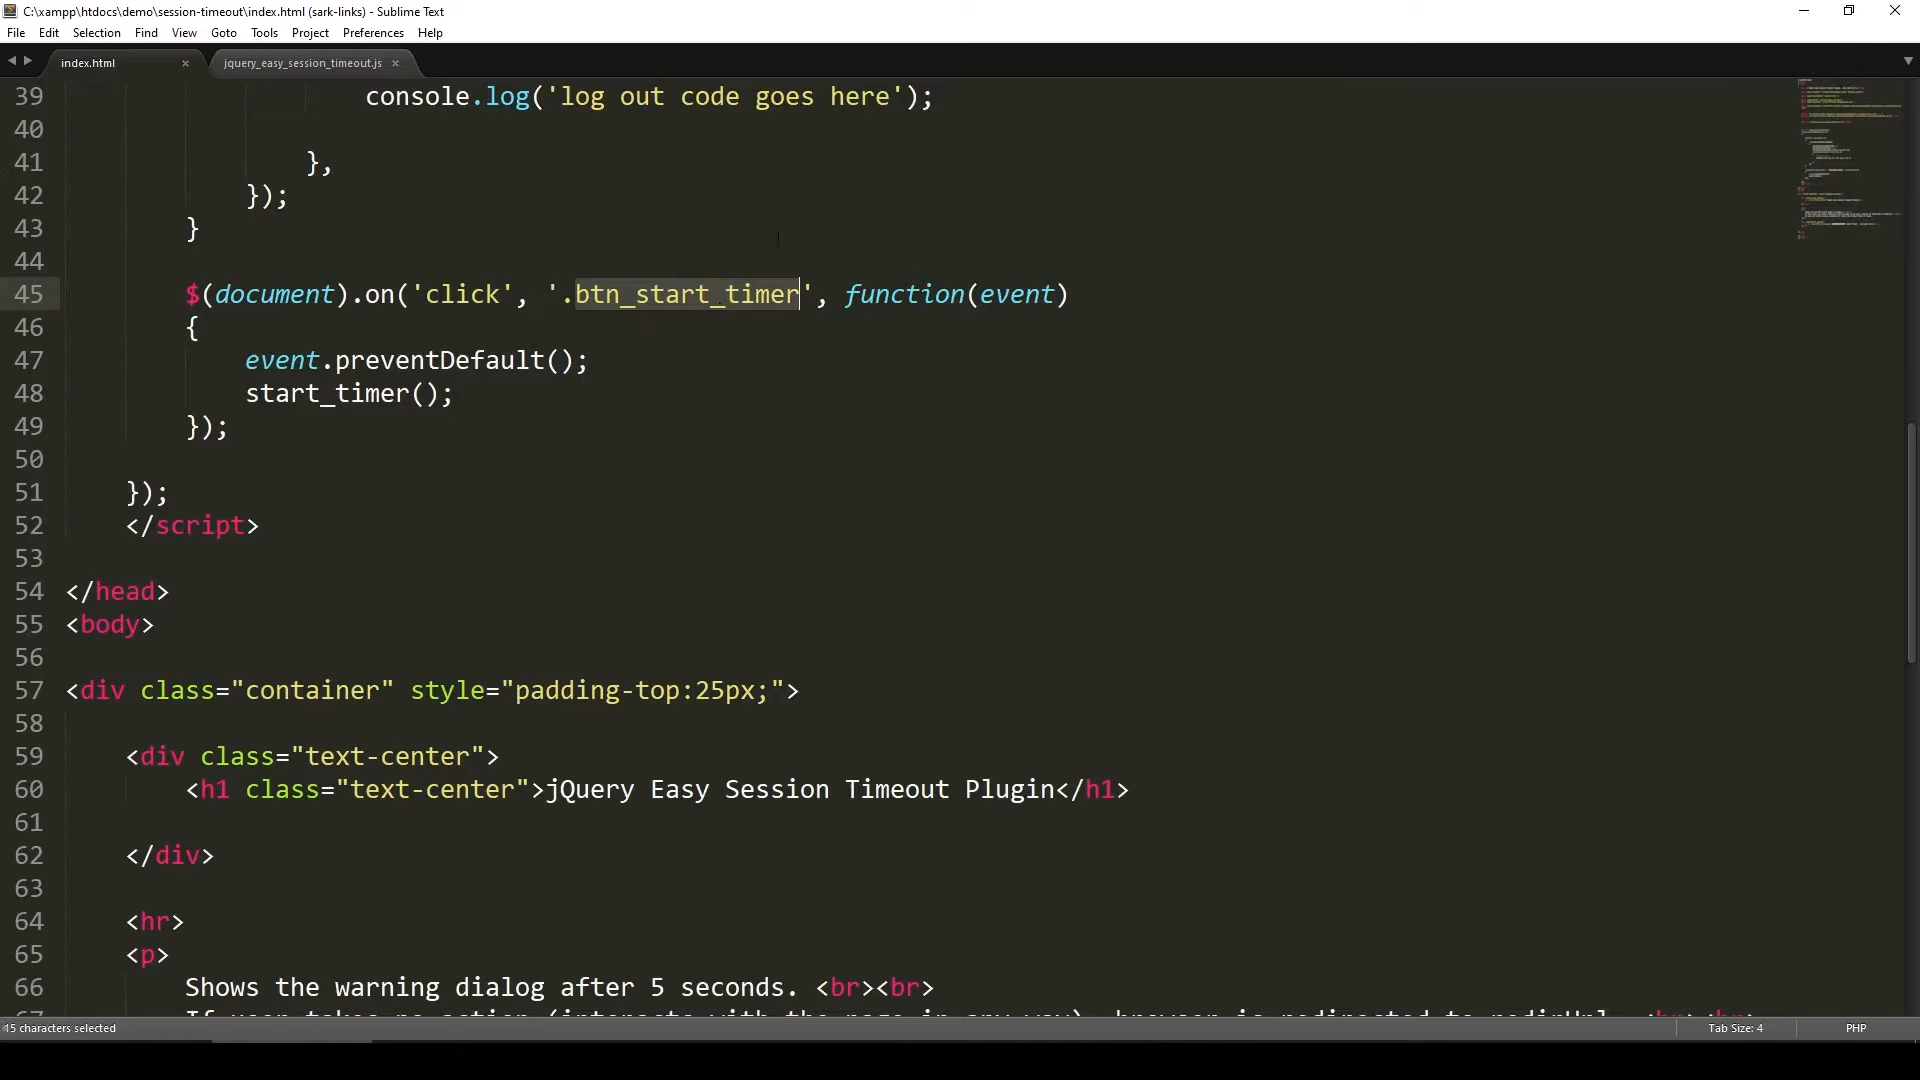 C:\xampp\htdocs\demo\session-timeout\index.html (sark-links) - Sublime Text
File Edit Selection Find View Goto Tools Project Preferences Help
index.html × jquery_easy_session_timeout.js ×
39 console.log('log out code goes here');
40
41 },
42 });
43 }
44
45 $(document).on('click', '.btn_start_timer', function(event)
46 {
47 event.preventDefault();
48 start_timer();
49 });
50
51 });
52 </script>
53
54 </head>
55 <body>
56
57 <div class="container" style="padding-top:25px;">
58
59 <div class="text-center">
60 <h1 class="text-center">jQuery Easy Session Timeout Plugin</h1>
61
62 </div>
63
64 <hr>
65 <p>
66 Shows the warning dialog after 5 seconds. <br><br>
15 characters selected Tab Size: 4 PHP